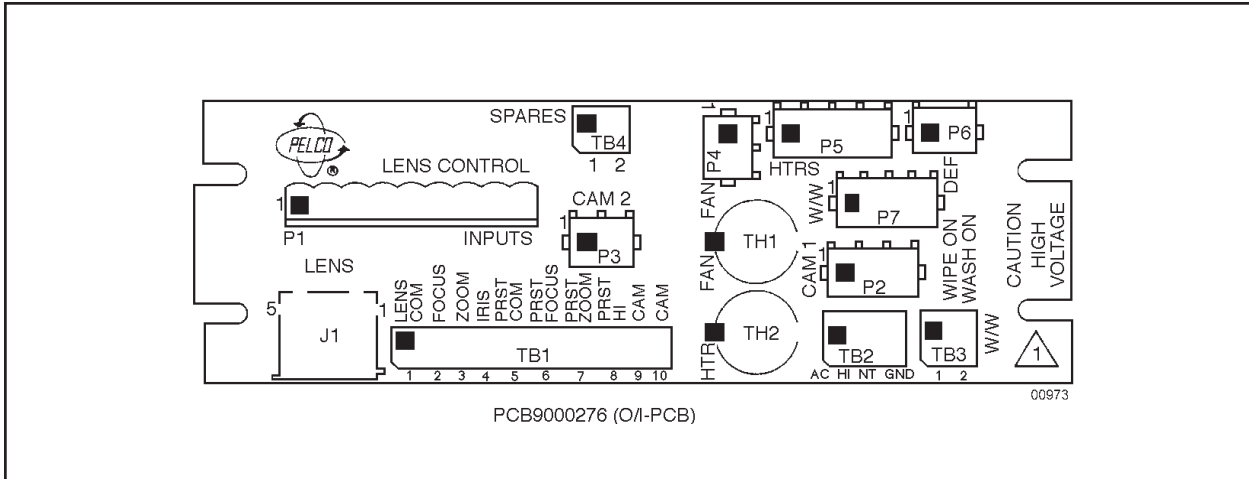 SPARES
TB4
1 2
1
P4
FAN
1
P5
HTRS
1
P6
DEF
PELCO
®
LENS CONTROL
1
P1
INPUTS
CAM 2
1
P3
W/W
1
P7
FAN
TH1
CAM 1
1
P2
WIPE ON
WASH ON
CAUTION
HIGH
VOLTAGE
LENS
5
1
J1
LENS COM
FOCUS
ZOOM
IRIS
PRST COM
PRST FOCUS
PRST ZOOM
PRST HI
CAM
CAM
TB1
1 2 3 4 5 6 7 8 9 10
HTR
TH2
TB2
AC HI NT GND
TB3
1 2
W/W
1
00973
PCB9000276 (O/I-PCB)